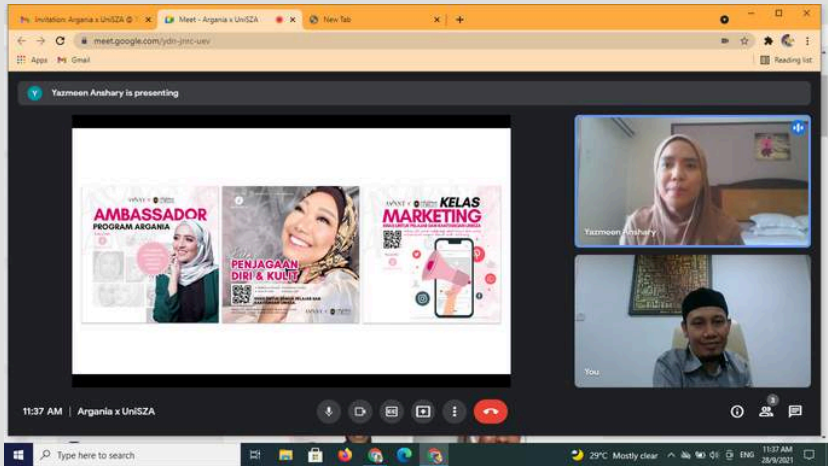 Invitation: Argania x UniSZA @
Meet - Argania x UniSZA
New Tab
meet.google.com/ydn-jnrc-uev
Apps
Gmail
Reading list
Y
Yazmeen Anshary is presenting
AMBASSADOR
PROGRAM ARGANIA
PENJAGAAN
DIRI & KULIT
KELAS
MARKETING
Yazmeen Anshary
You
11:37 AM | Argania x UniSZA
3
Type here to search
29°C Mostly clear
ENG
11:37 AM
28/9/2021